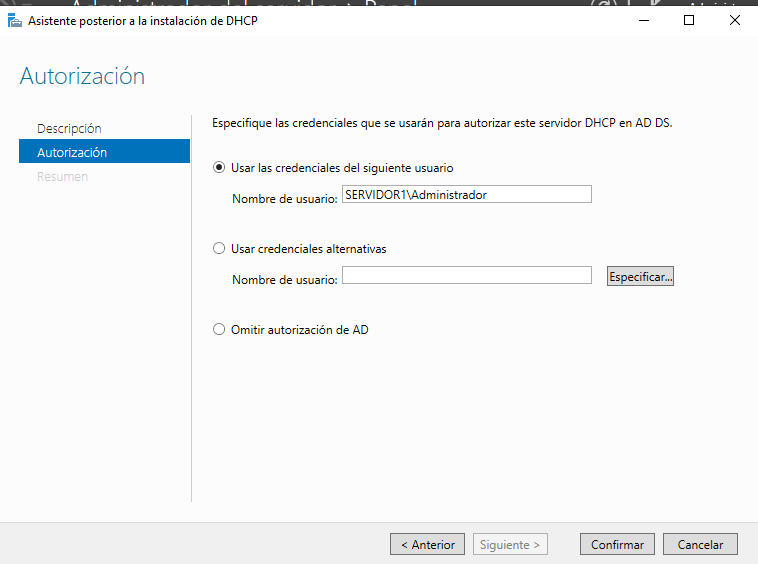 Asistente posterior a la instalación de DHCP
Autorización
Descripción
Autorización
Resumen
Especifique las credenciales que se usarán para autorizar este servidor DHCP en AD DS.
Usar las credenciales del siguiente usuario
Nombre de usuario: SERVIDOR1\Administrador
Usar credenciales alternativas
Nombre de usuario:
Especificar...
Omitir autorización de AD
< Anterior
Siguiente >
Confirmar
Cancelar